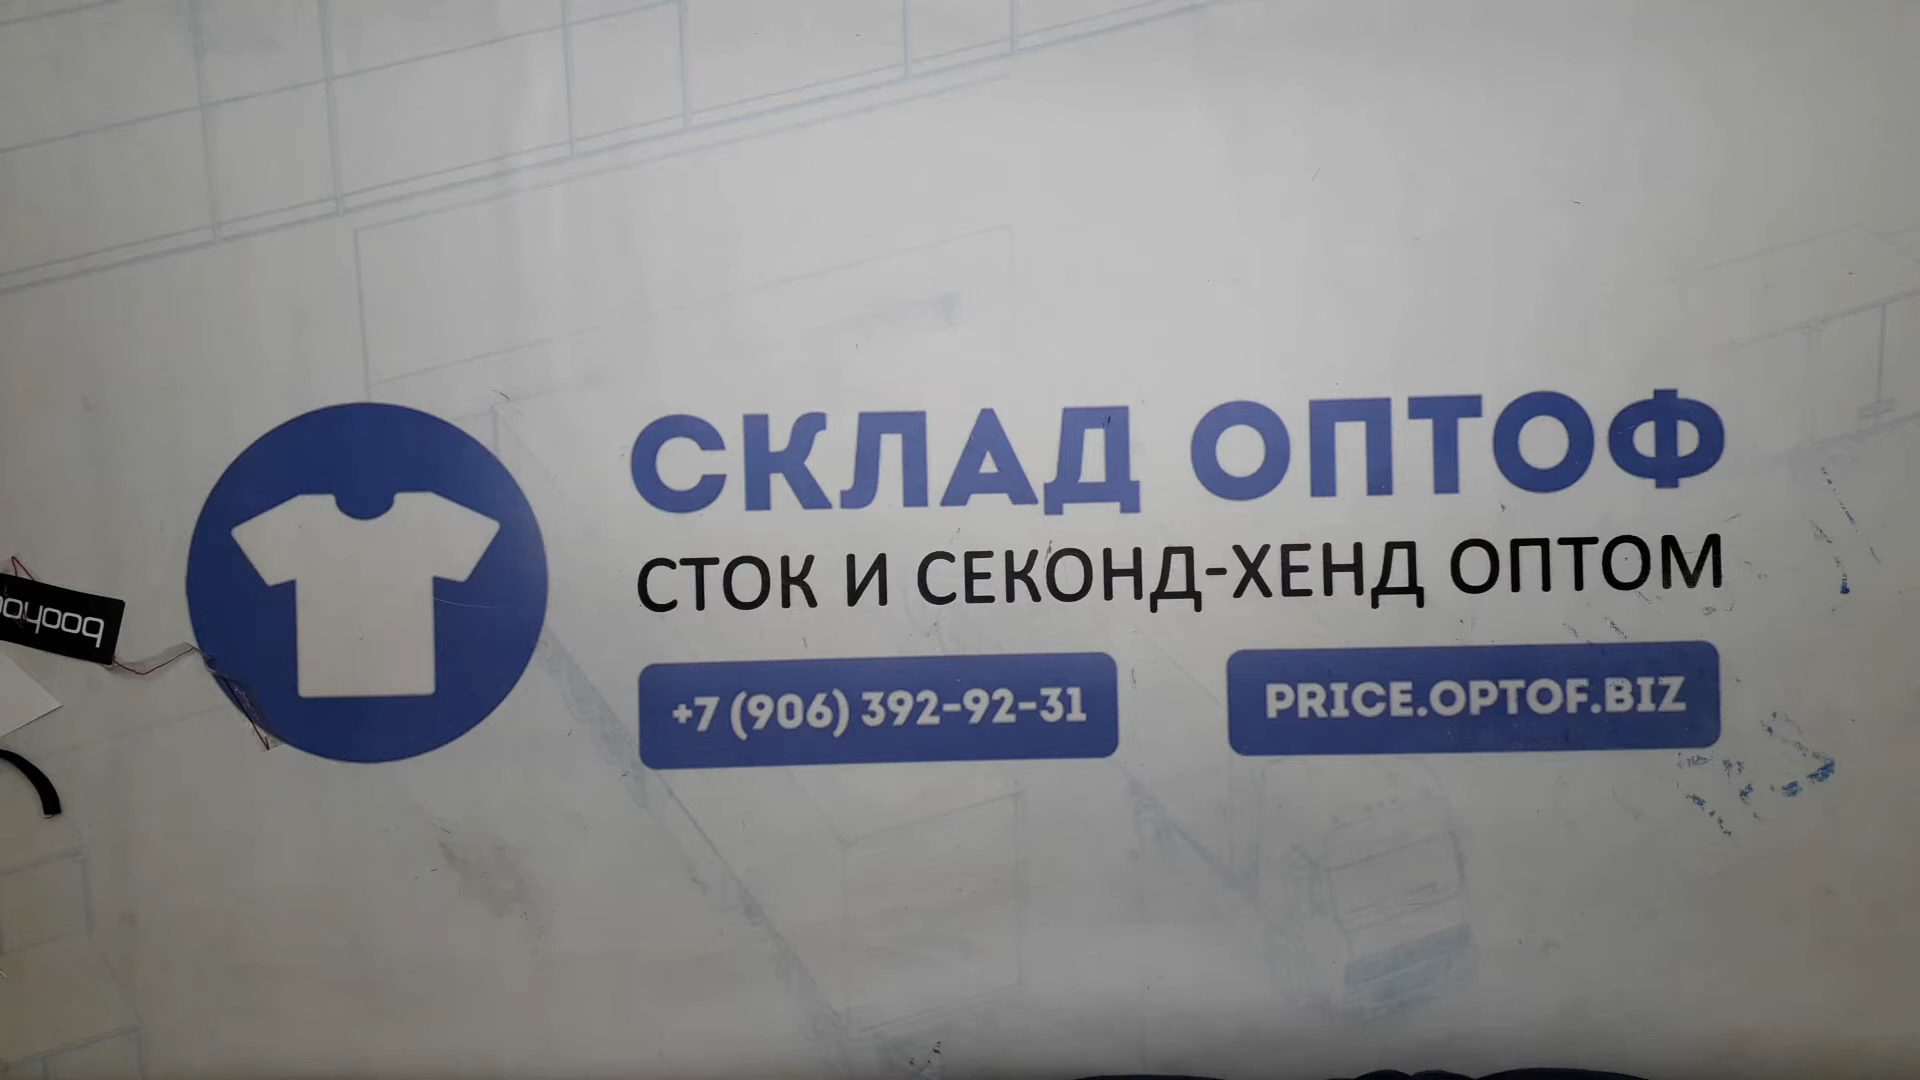 СКЛАД ОПТОФ
СТОК И СЕКОНД-ХЕНД ОПТОМ
+7 (906) 392-92-31
PRICE.OPTOF.BIZ